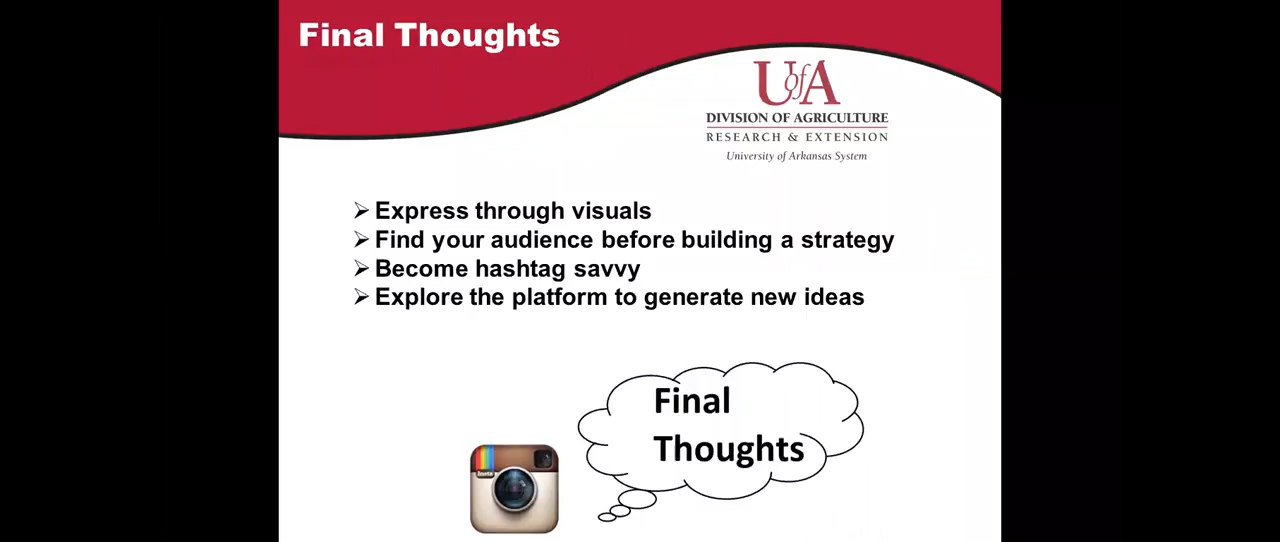 Final Thoughts
UofA
DIVISION OF AGRICULTURE
RESEARCH & EXTENSION
University of Arkansas System
➢ Express through visuals
➢ Find your audience before building a strategy
➢ Become hashtag savvy
➢ Explore the platform to generate new ideas
Final
Thoughts
Insta